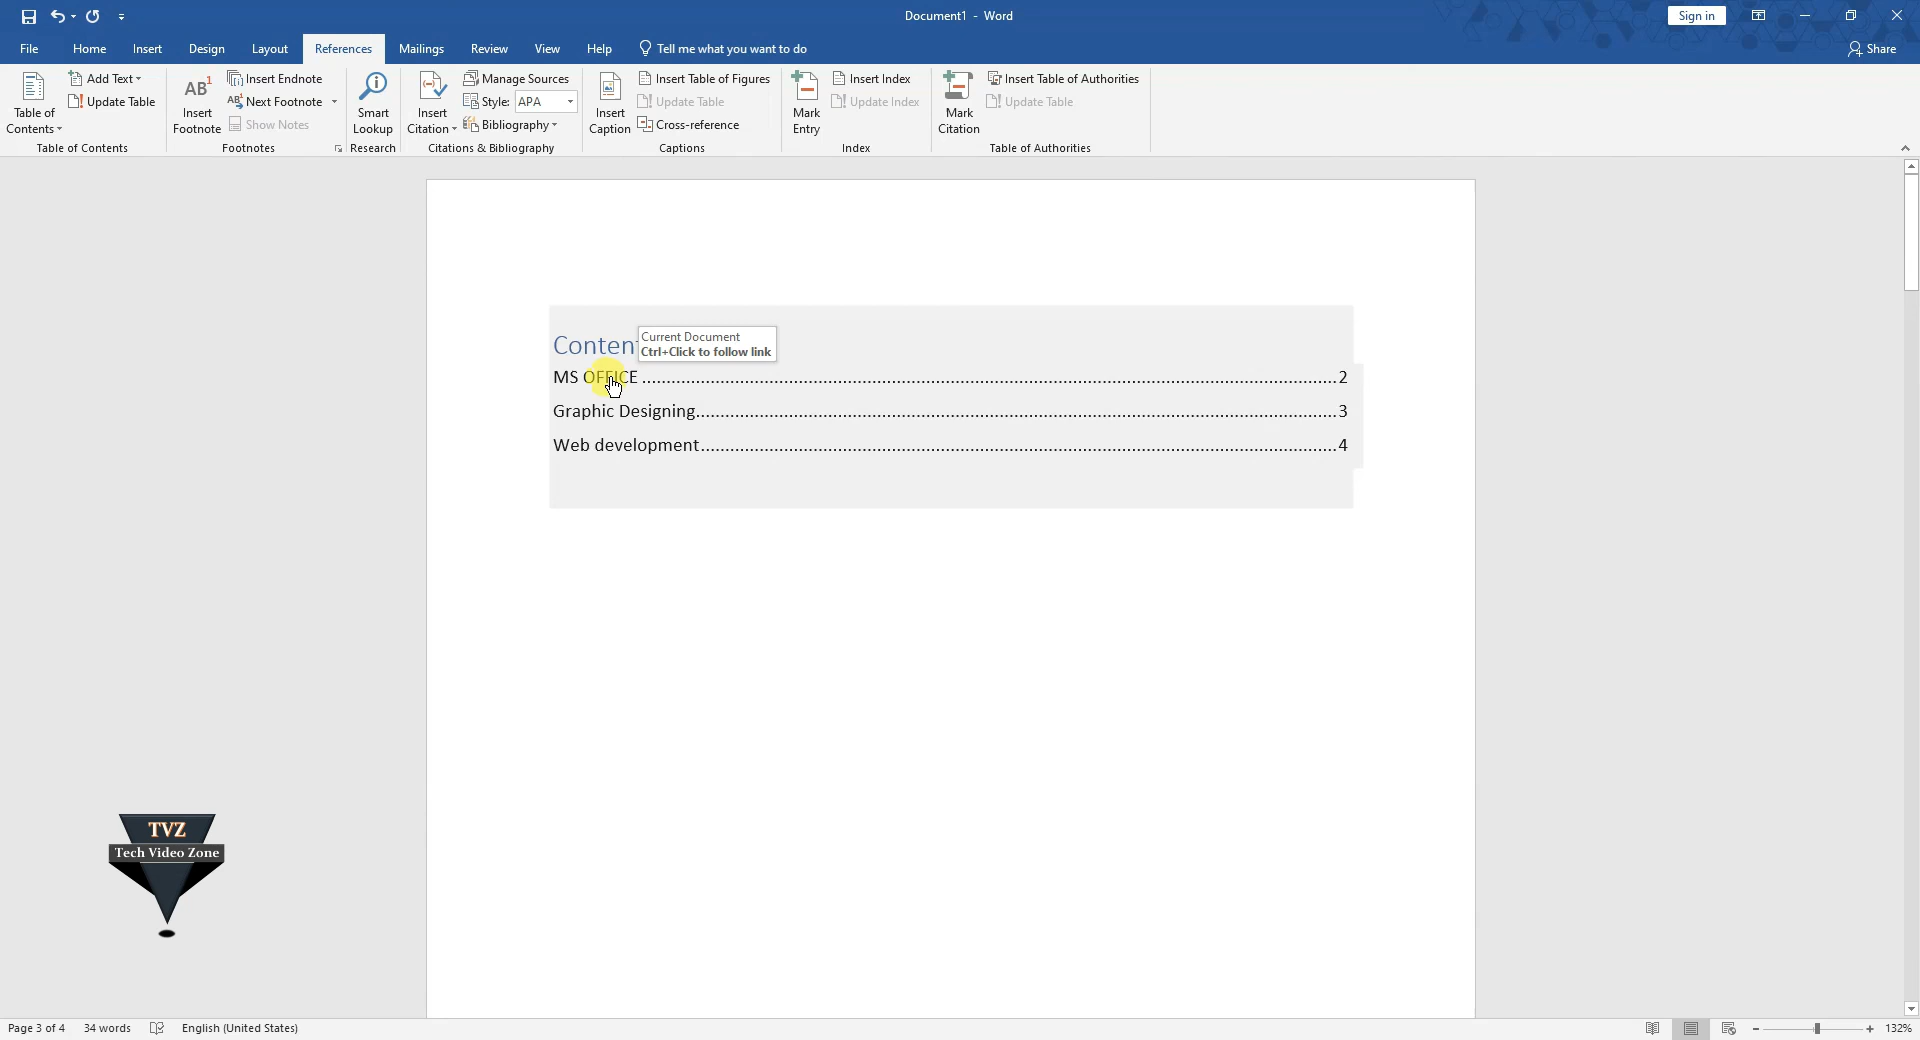 Document1 - Word
Sign in
File Home Insert Design Layout References Mailings Review View Help Tell me what you want to do Share
Table of Contents
Add Text
Update Table
Table of Contents
AB1 Insert Footnote
Insert Endnote
AB1 Next Footnote
Show Notes
Footnotes
Smart Lookup
Research
Insert Citation
Manage Sources
Style: APA
Bibliography
Citations & Bibliography
Insert Caption
Insert Table of Figures
Update Table
Cross-reference
Captions
Mark Entry
Insert Index
Update Index
Index
Mark Citation
Insert Table of Authorities
Update Table
Table of Authorities
Current Document
Ctrl+Click to follow link
Conten
MS OFFICE ........................................................ 2
Graphic Designing........................................................ 3
Web development........................................................ 4
TVZ
Tech Video Zone
Page 3 of 4 34 words English (United States) 132%